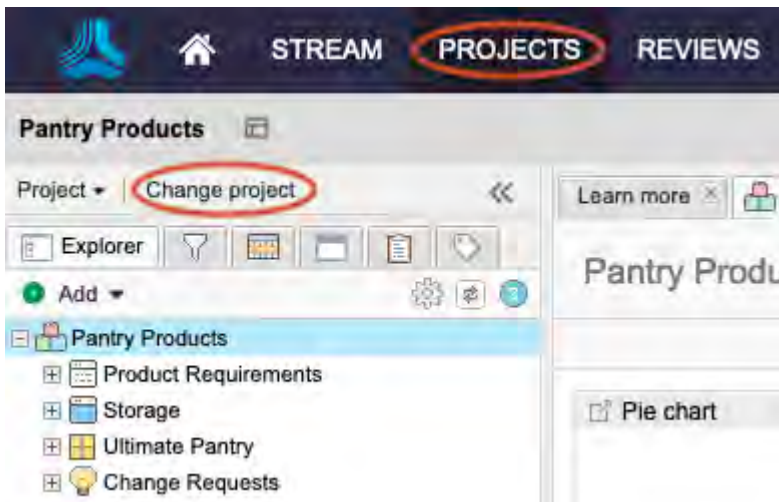 STREAM PROJECTS REVIEWS
Pantry Products
Project Change project
Learn more
Explorer
Pantry Produ
Add
Pantry Products
Product Requirements
Storage
Pie chart
Ultimate Pantry
Change Requests